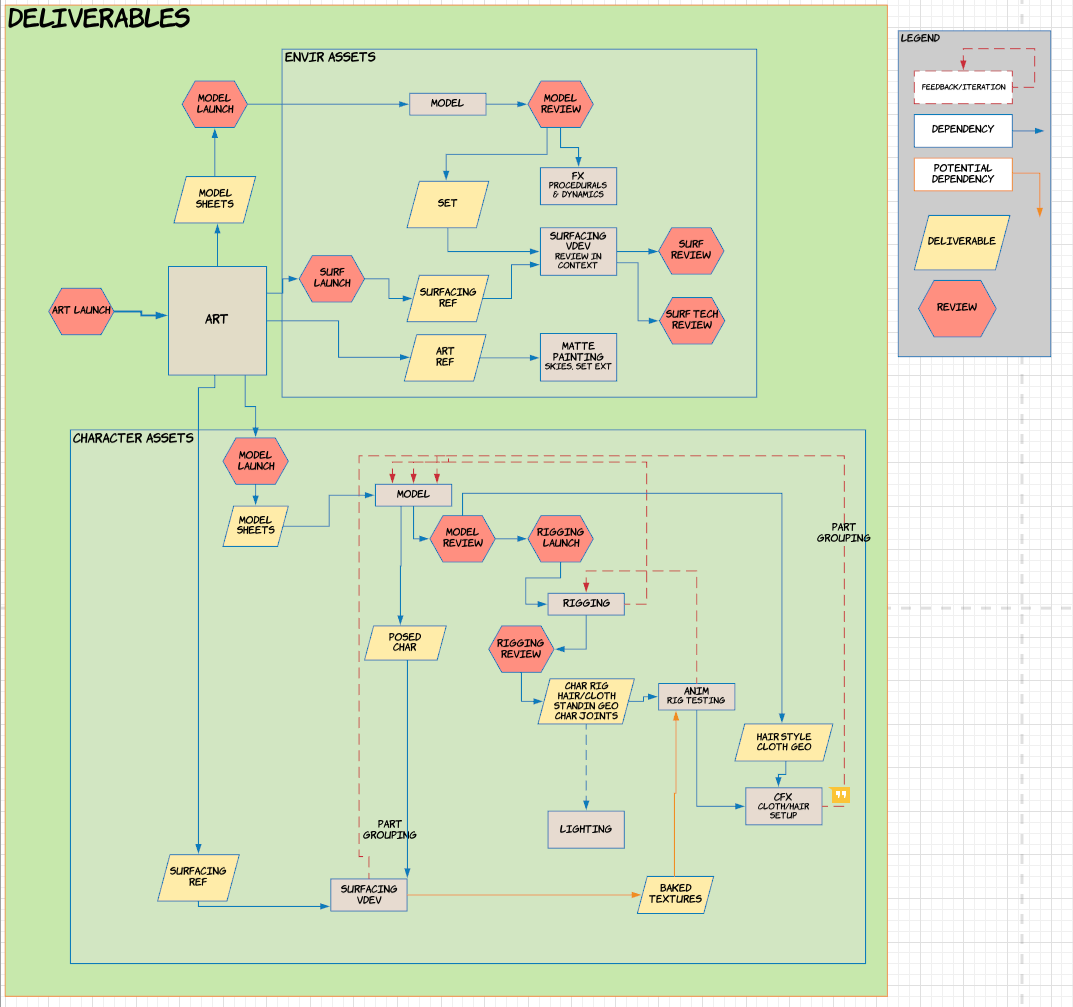 DELIVERABLES
ENVIR ASSETS
MODEL
LAUNCH
MODEL
MODEL
REVIEW
MODEL
SHEETS
SET
FX
PROCEDURALS
& DYNAMICS
SURFACING
VDEV
REVIEW IN
CONTEXT
SURF
REVIEW
SURF
LAUNCH
SURFACING
REF
ART LAUNCH
ART
SURF TECH
REVIEW
ART
REF
MATTE
PAINTING
SKIES, SET EXT
CHARACTER ASSETS
MODEL
LAUNCH
MODEL
SHEETS
MODEL
MODEL
REVIEW
RIGGING
LAUNCH
PART
GROUPING
RIGGING
POSED
CHAR
RIGGING
REVIEW
CHAR RIG
HAIR/CLOTH
STANDIN GEO
CHAR JOINTS
ANIM
RIG TESTING
HAIR STYLE
CLOTH GEO
CFX
CLOTH/HAIR
SETUP
LIGHTING
PART
GROUPING
SURFACING
REF
SURFACING
VDEV
BAKED
TEXTURES
LEGEND
FEEDBACK/ITERATION
DEPENDENCY
POTENTIAL
DEPENDENCY
DELIVERABLE
REVIEW